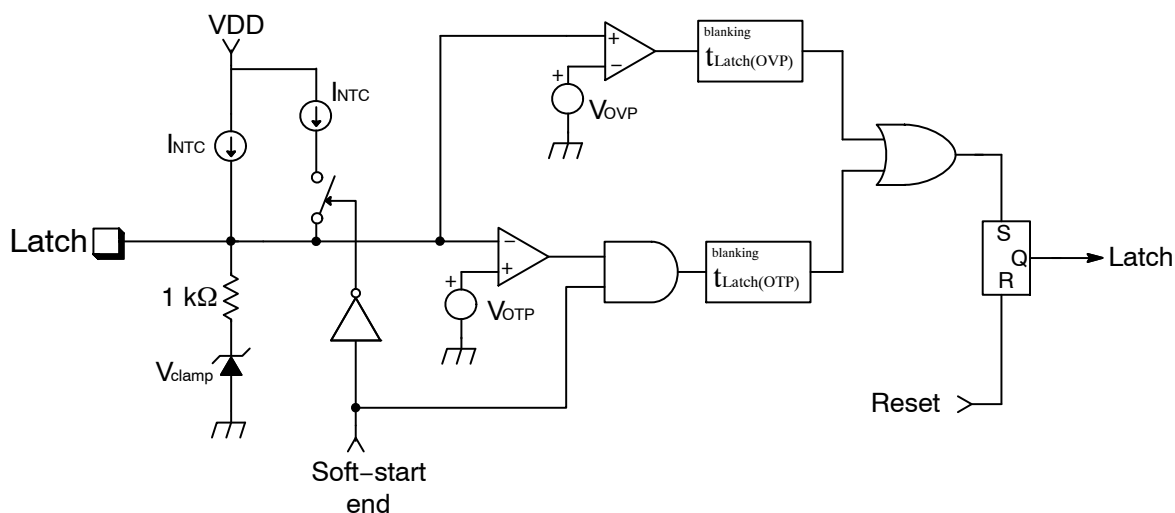 VDD
INTC
INTC
Latch
1 kΩ
Vclamp
Soft−start
end
+
−
+
VOVP
blanking
tLatch(OVP)
−
+
+
VOTP
blanking
tLatch(OTP)
S
Q
R
Latch
Reset